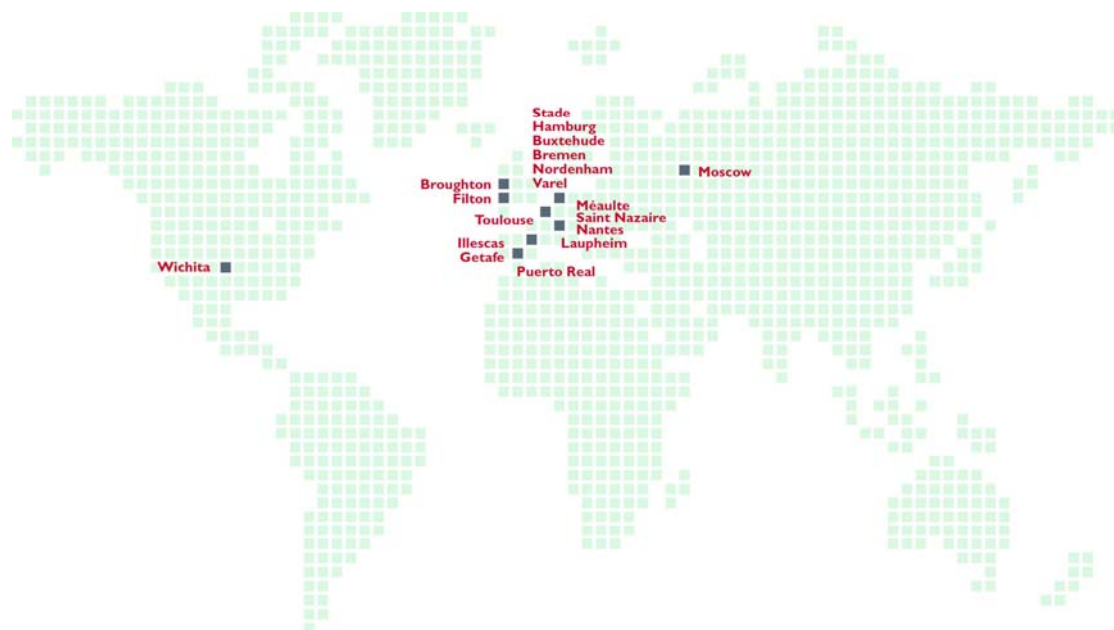 Stade
Hamburg
Buxtehude
Bremen
Nordenham
Varel
Moscow
Broughton
Filton
Méaulte
Saint Nazaire
Nantes
Laupheim
Toulouse
Illescas
Getafe
Puerto Real
Wichita